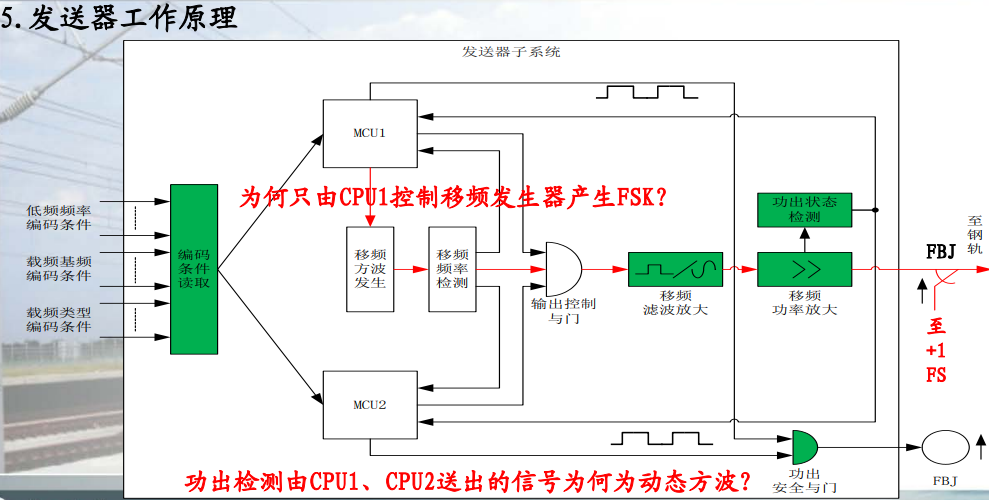 5.发送器工作原理
发送器子系统
MCU1
为何只由CPU1控制移频发生器产生FSK?
低频频率
编码条件
载频基频
编码条件
载频类型
编码条件
编码
条件
读取
移频
方波
发生
移频
频率
检测
输出控制
与门
移频
滤波放大
功出状态
检测
移频
功率放大
至
钢
轨
FBJ
至
+1
FS
MCU2
功出
安全与门
FBJ
功出检测由CPU1、CPU2送出的信号为何为动态方波?